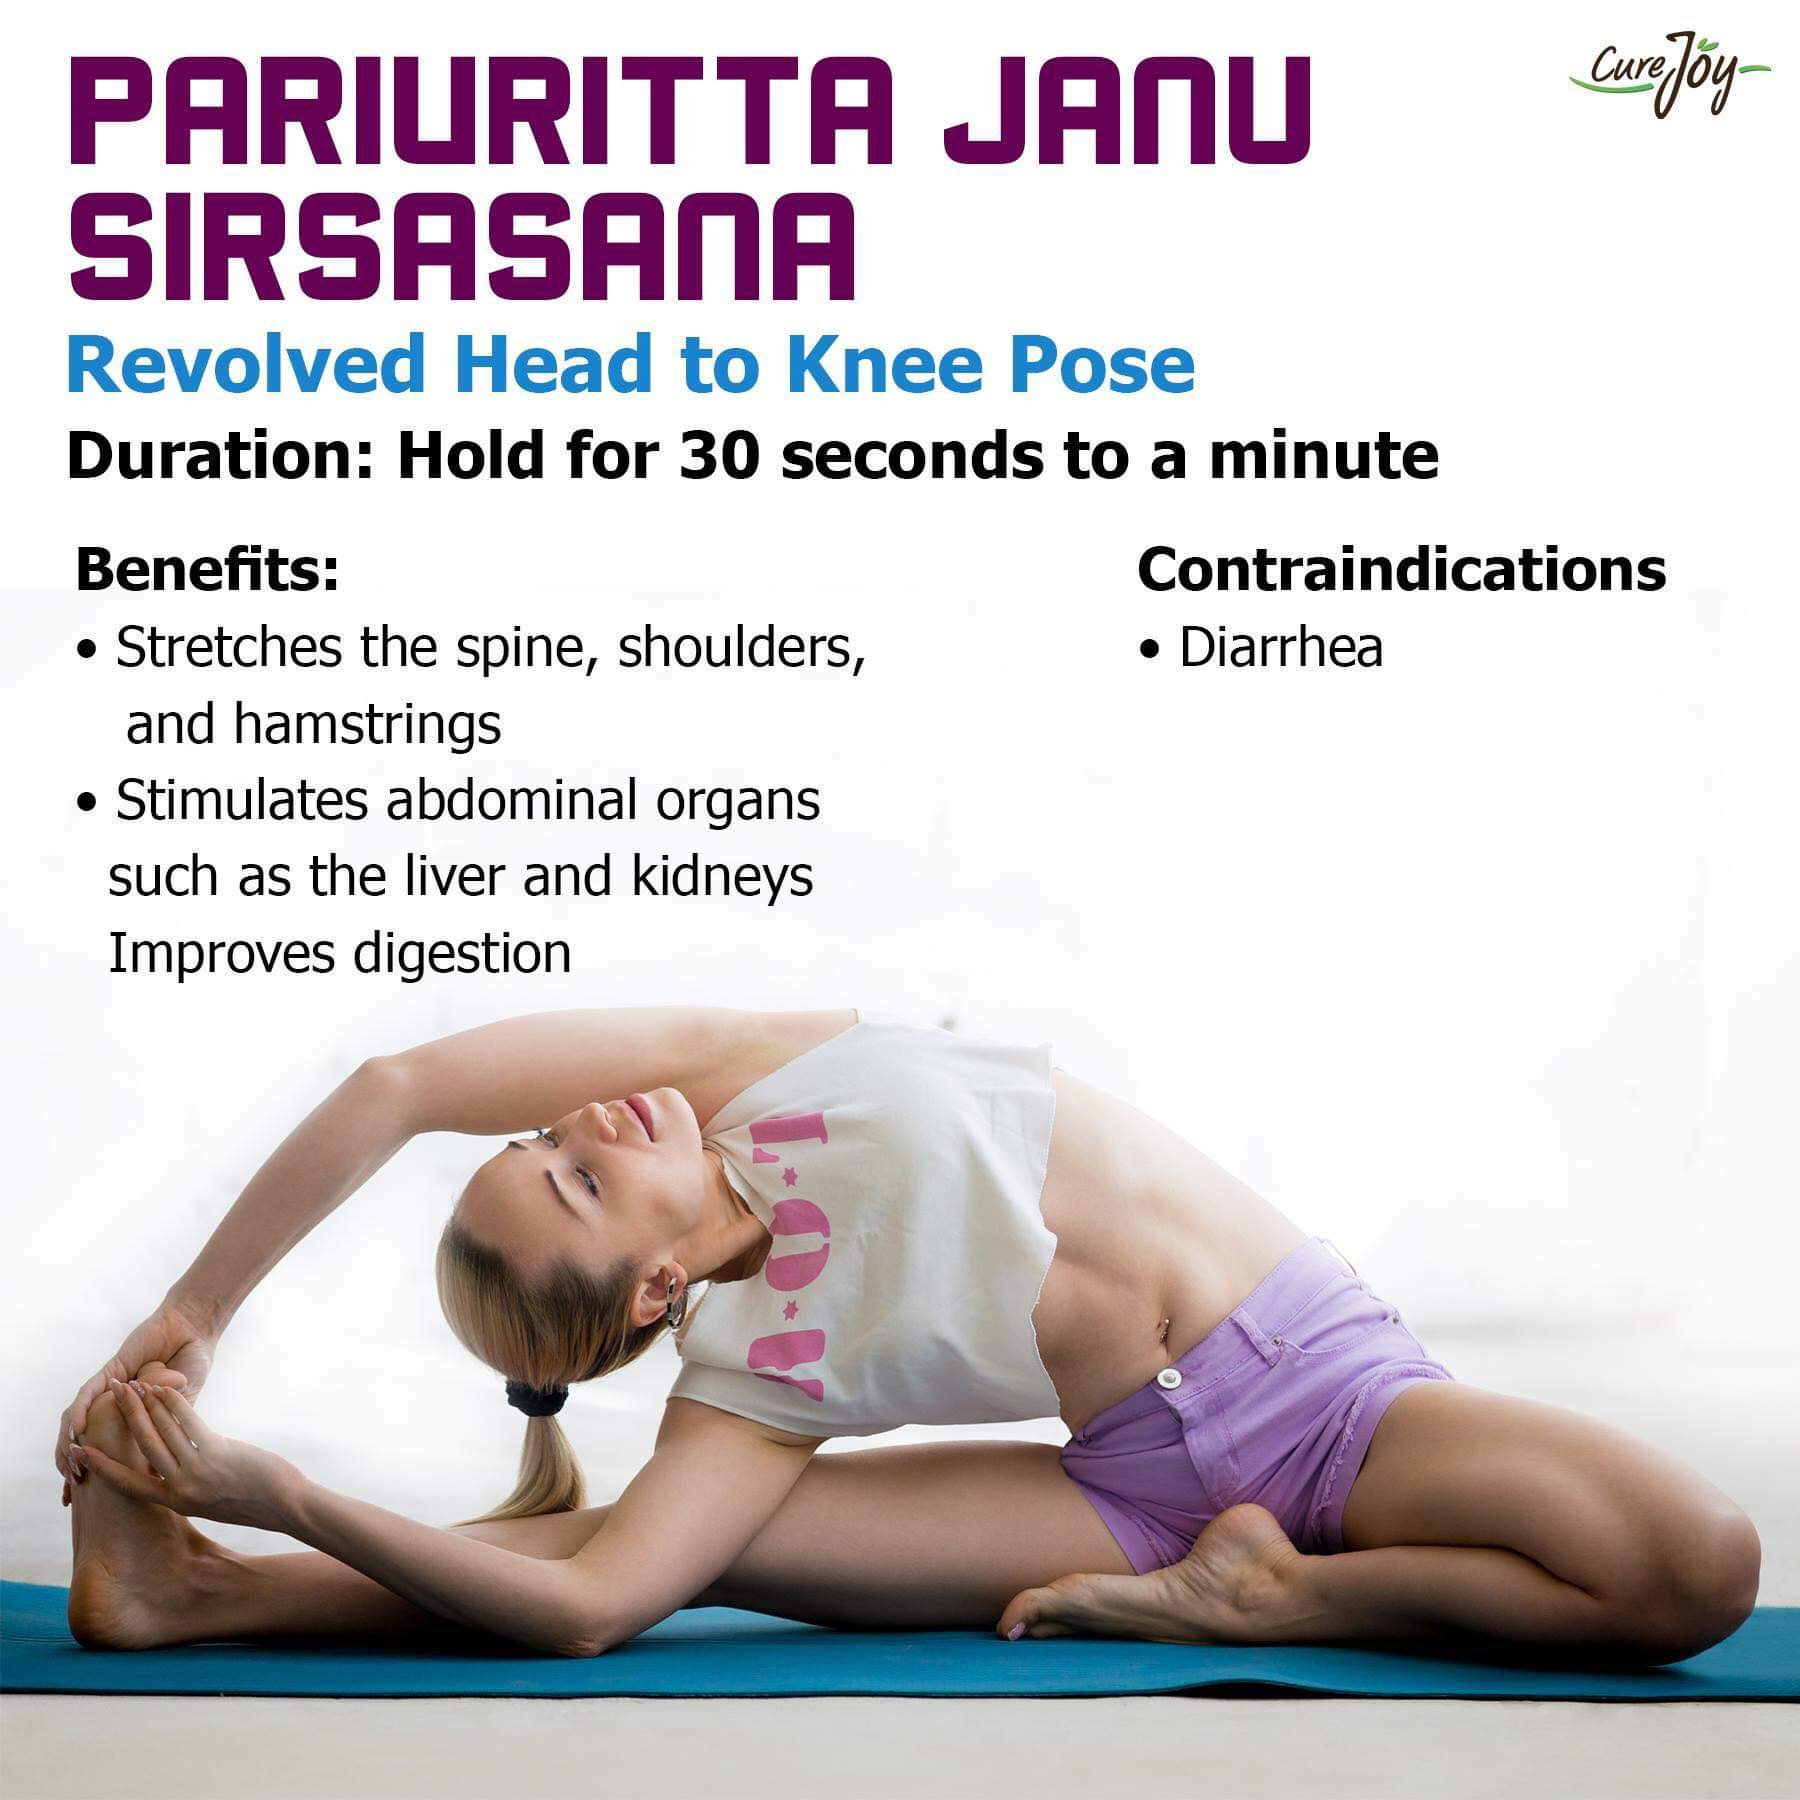 PARIURITTA JANU
SIRSASANA
CureJoy
Revolved Head to Knee Pose
Duration: Hold for 30 seconds to a minute
Benefits:
• Stretches the spine, shoulders,
and hamstrings
• Stimulates abdominal organs
such as the liver and kidneys
Improves digestion
Contraindications
• Diarrhea